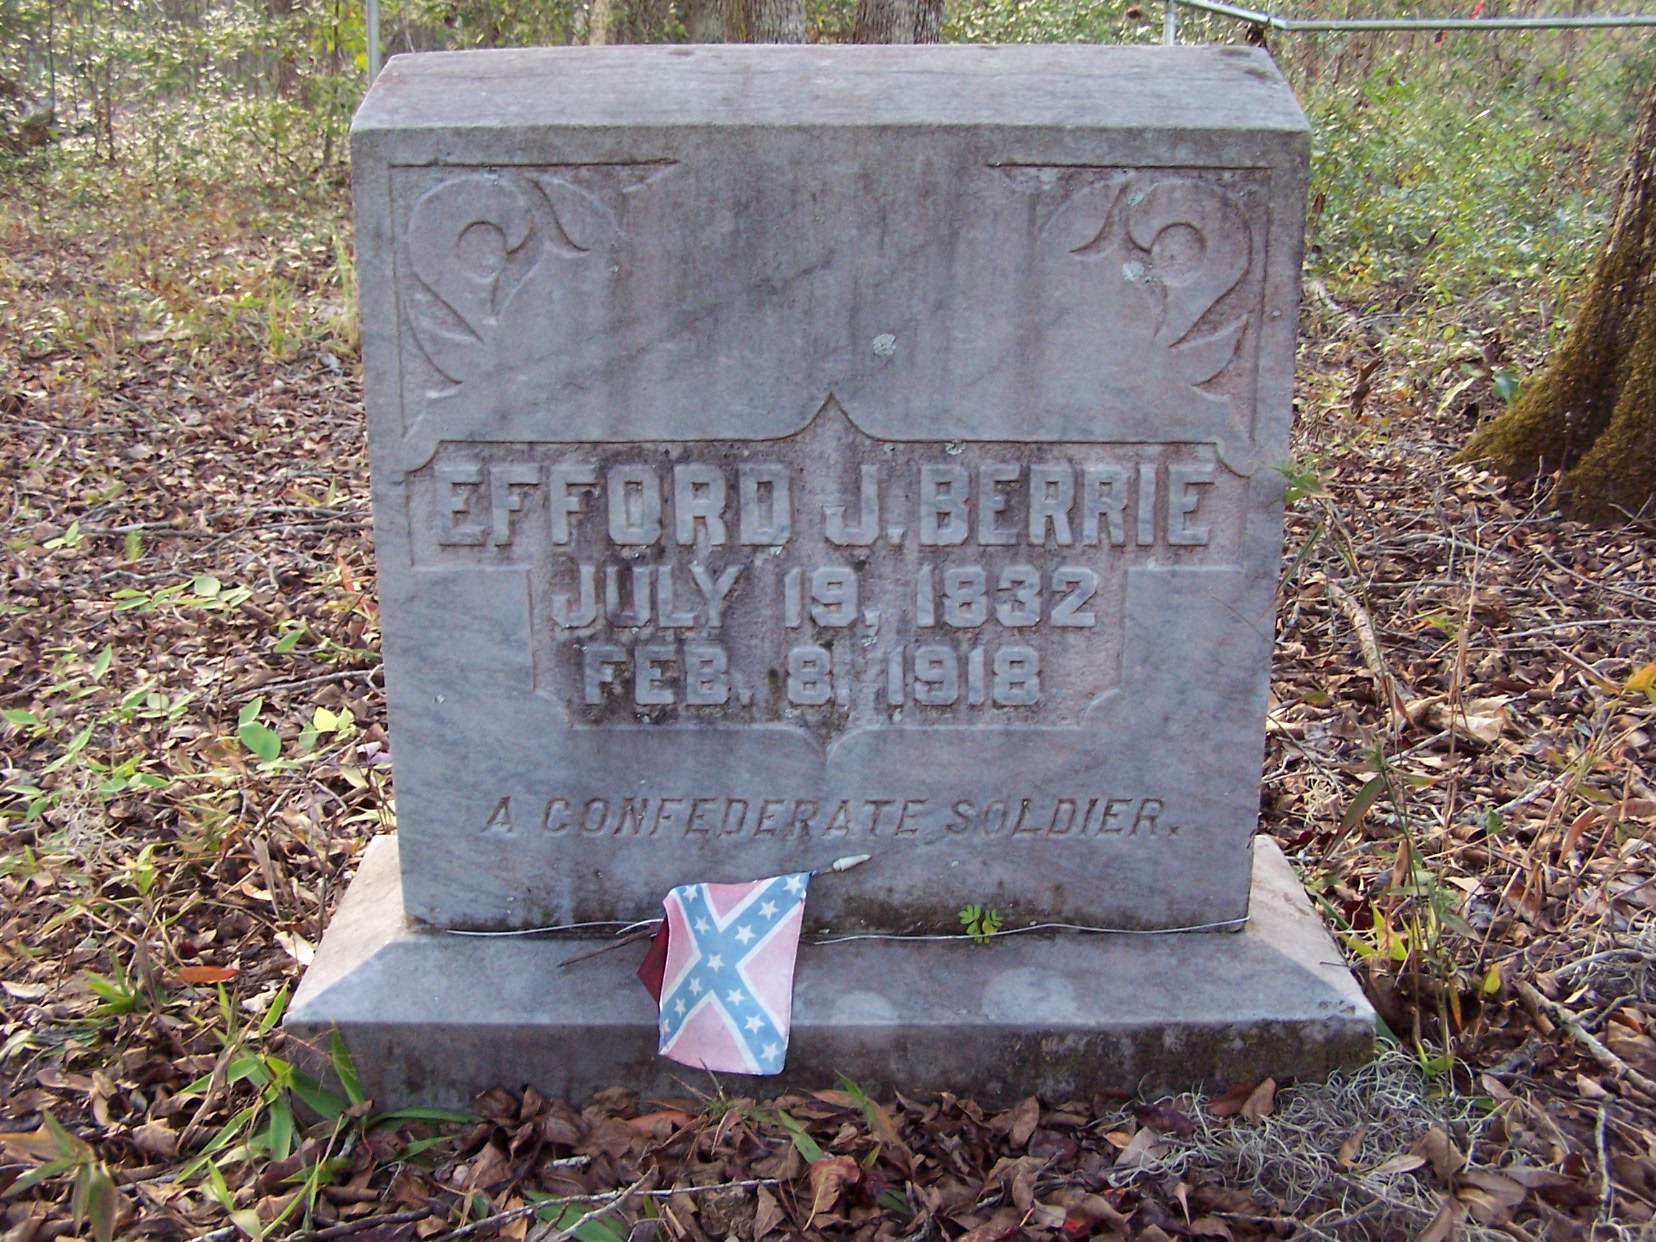 EFFORD J. BERRIE
JULY 19, 1832
FEB. 8, 1918
A CONFEDERATE SOLDIER.